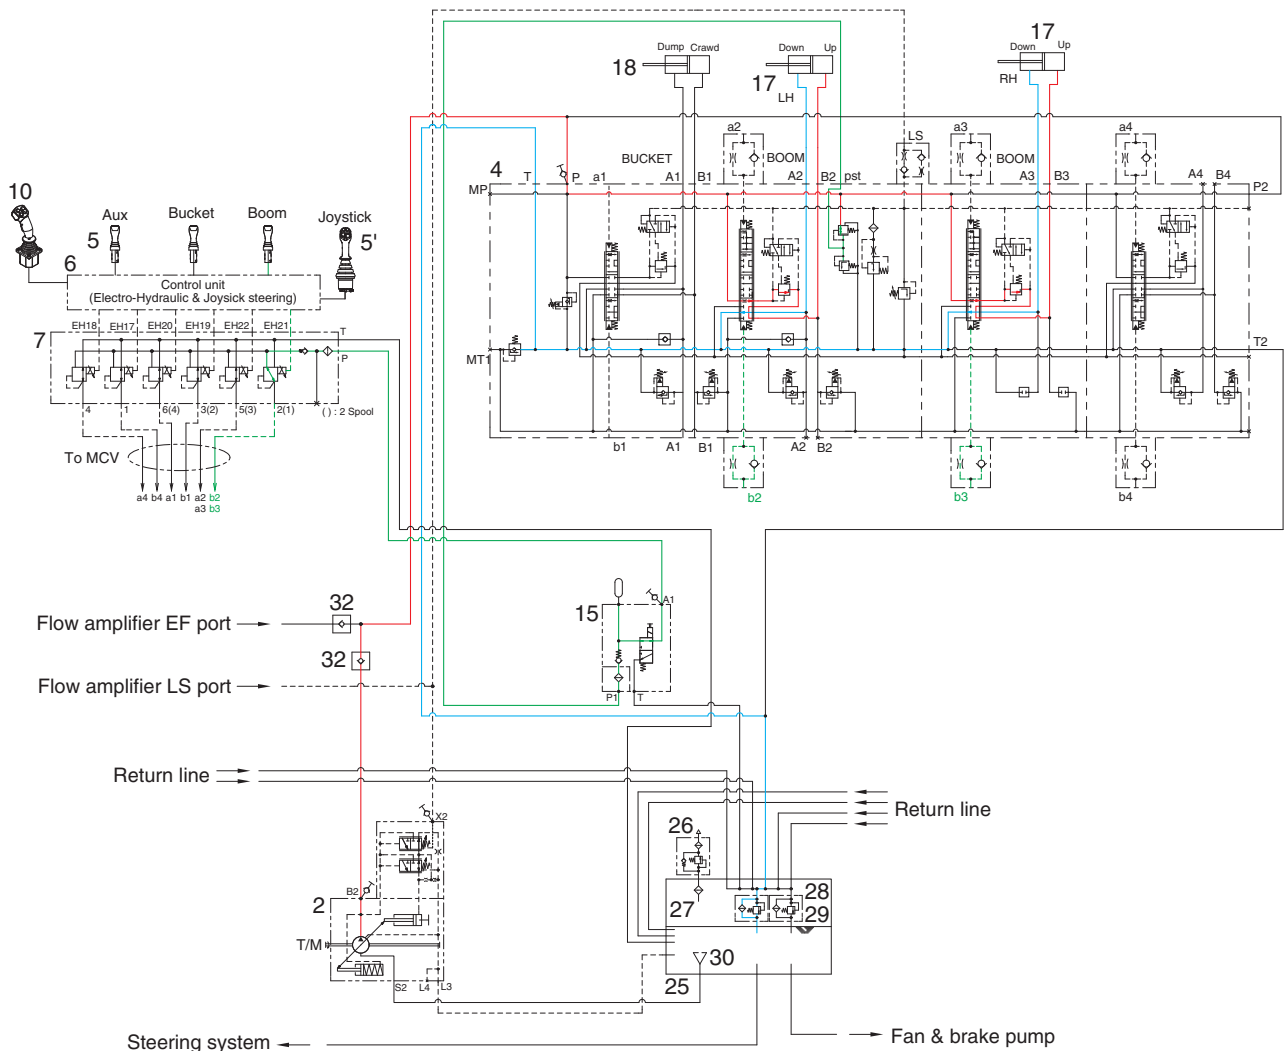 Dump Crawd
18
Down Up
17
LH
17
Down Up
RH
a2
LS
a3
a4
BUCKET
BOOM
BOOM
4
T
P
a1
A1
B1
A2
B2
pst
A3
B3
A4
B4
MP
P2
10
Aux
Bucket
Boom
Joystick
5
5'
6
Control unit
(Electro-Hydraulic & Joysick steering)
EH18
EH17
EH20
EH19
EH22
EH21
T
7
P
MT1
T2
4
1
6(4)
3(2)
5(3)
2(1)
( ) : 2 Spool
To MCV
b1
A1
B1
A2
B2
a4
b4
a1
b1
a2
b2
a3
b3
b2
b3
b4
32
15
A1
Flow amplifier EF port
32
Flow amplifier LS port
P1
T
Return line
Return line
X2
26
B2
2
27
28
29
T/M
30
S2
L4
L3
25
Steering system
Fan & brake pump